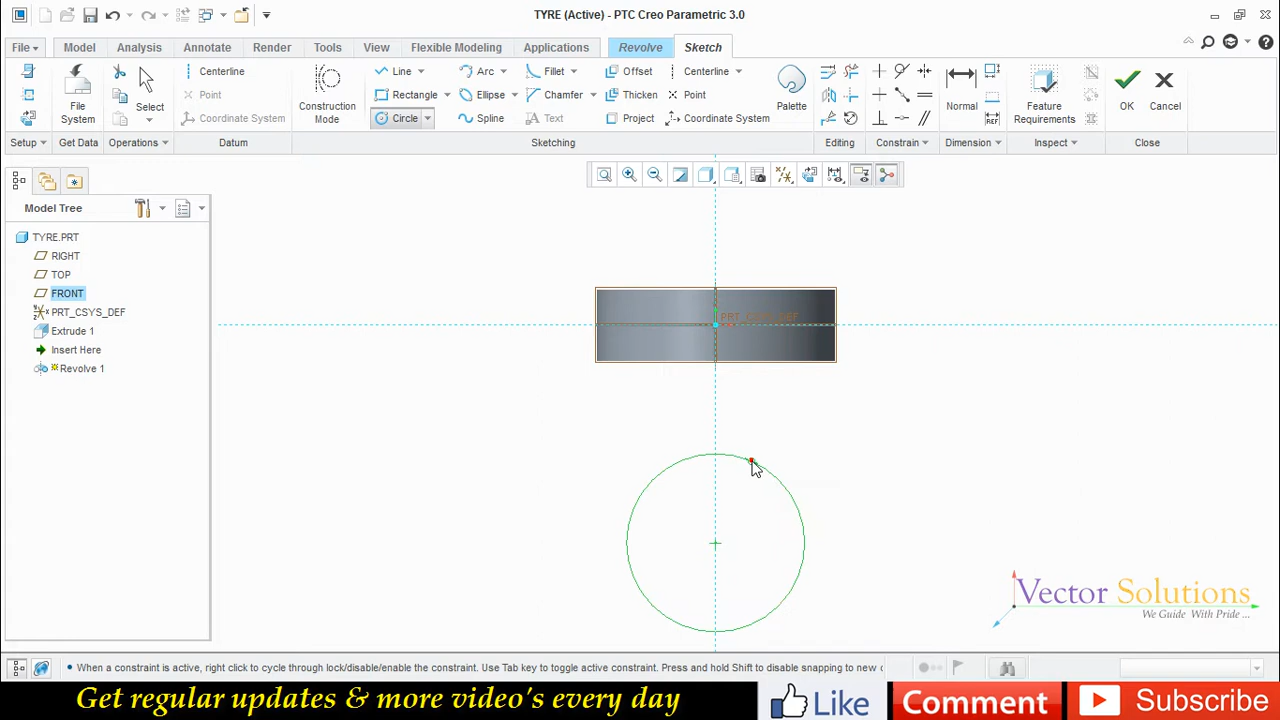 TYRE (Active) - PTC Creo Parametric 3.0
File Model Analysis Annotate Render Tools View Flexible Modeling Applications Revolve Sketch
Centerline Line Arc Fillet Offset Centerline
Point Rectangle Ellipse Chamfer Thicken Point
File System Select Coordinate System Construction Mode Circle Spline Text Project Coordinate System Palette Normal Feature Requirements OK Cancel
Setup Get Data Operations Datum Sketching Editing Constrain Dimension Inspect Close
Model Tree
TYRE.PRT
RIGHT
TOP
FRONT
PRT_CSYS_DEF
Extrude 1
Insert Here
Revolve 1
PRT_CSYS_DEF
Vector Solutions
We Guide With Pride ...
When a constraint is active, right click to cycle through lock/disable/enable the constraint. Use Tab key to toggle active constraint. Press and hold Shift to disable snapping to new c
Get regular updates & more video's every day Like Comment Subscribe